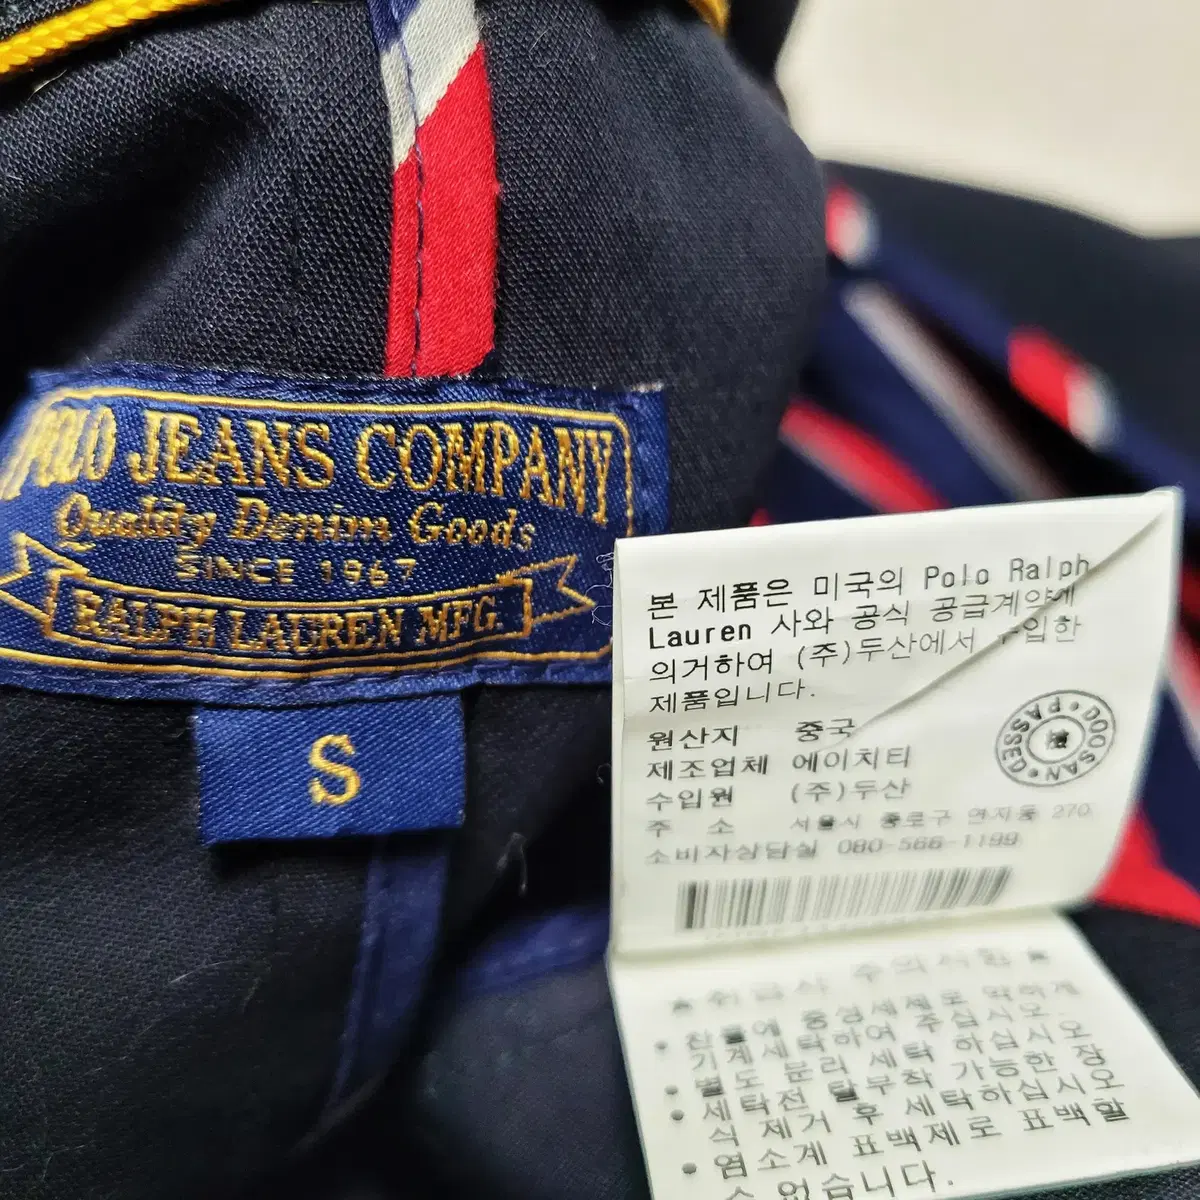 POLO JEANS COMPANY
Quality Denim Goods
SINCE 1967
RALPH LAUREN MFG.
S
본 제품은 미국의 Polo Ralph
Lauren 사와 공식 공급계약에
의거하여 (주)두산에서 수입한
제품입니다.
원산지 중국
제조업체 에이치티
수입원 (주)두산
주 소 서울시 종로구 연지동 270
소비자상담실 080-566-1199
DOOSAN PASSED
취급상 주의사항
• 찬물에 중성세제로 약하게
기계세탁하여 주십시오.
• 별도 분리 세탁 하십시오
• 세탁전 탈부착 가능한 장
식 제거 후 세탁하십시오
• 염소계 표백제로 표백할
수 없습니다.